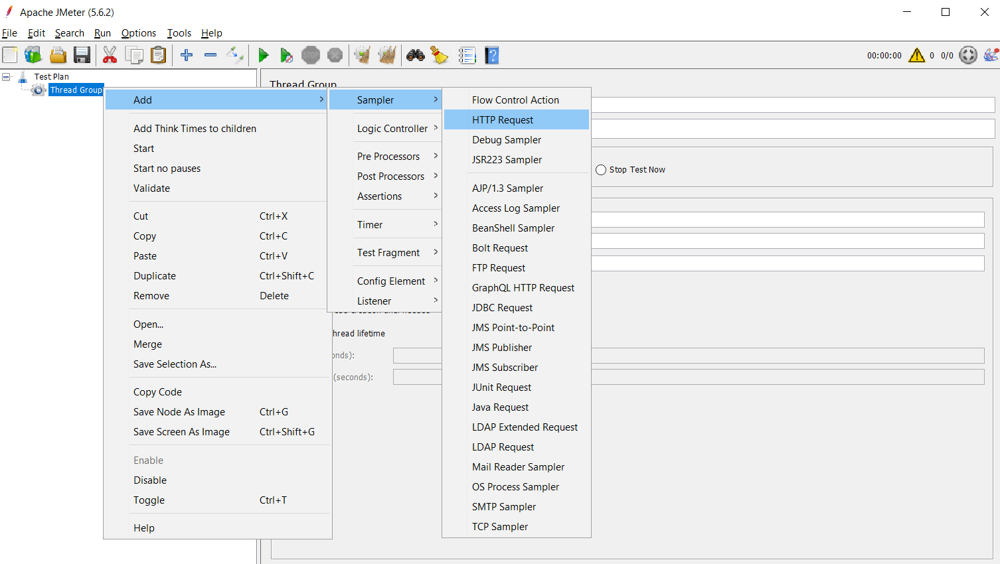 Apache JMeter (5.6.2)
File Edit Search Run Options Tools Help
STOP
00:00:00 0 0/0
Test Plan
Thread Group
Thread Group
Add
Add Think Times to children
Start
Start no pauses
Validate
Cut Ctrl+X
Copy Ctrl+C
Paste Ctrl+V
Duplicate Ctrl+Shift+C
Remove Delete
Open...
Merge
Save Selection As...
Copy Code
Save Node As Image Ctrl+G
Save Screen As Image Ctrl+Shift+G
Enable
Disable
Toggle Ctrl+T
Help
Sampler
Logic Controller
Pre Processors
Post Processors
Assertions
Timer
Test Fragment
Config Element
Listener
Flow Control Action
HTTP Request
Debug Sampler
JSR223 Sampler
AJP/1.3 Sampler
Access Log Sampler
BeanShell Sampler
Bolt Request
FTP Request
GraphQL HTTP Request
JDBC Request
JMS Point-to-Point
JMS Publisher
JMS Subscriber
JUnit Request
Java Request
LDAP Extended Request
LDAP Request
Mail Reader Sampler
OS Process Sampler
SMTP Sampler
TCP Sampler
Stop Test Now
hread lifetime
onds):
(seconds):